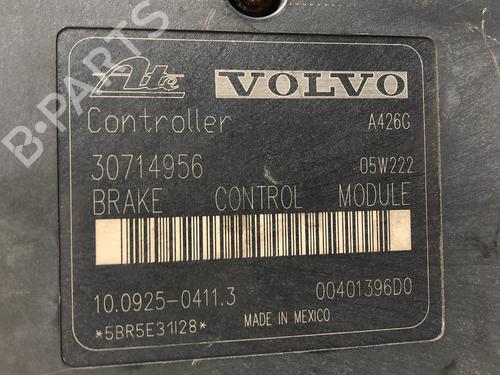 Ate VOLVO
Controller A426G
30714956 05W222
BRAKE CONTROL MODULE
10.0925-0411.3 00401396D0
*5BR5E31I28* MADE IN MEXICO
B-PARTS